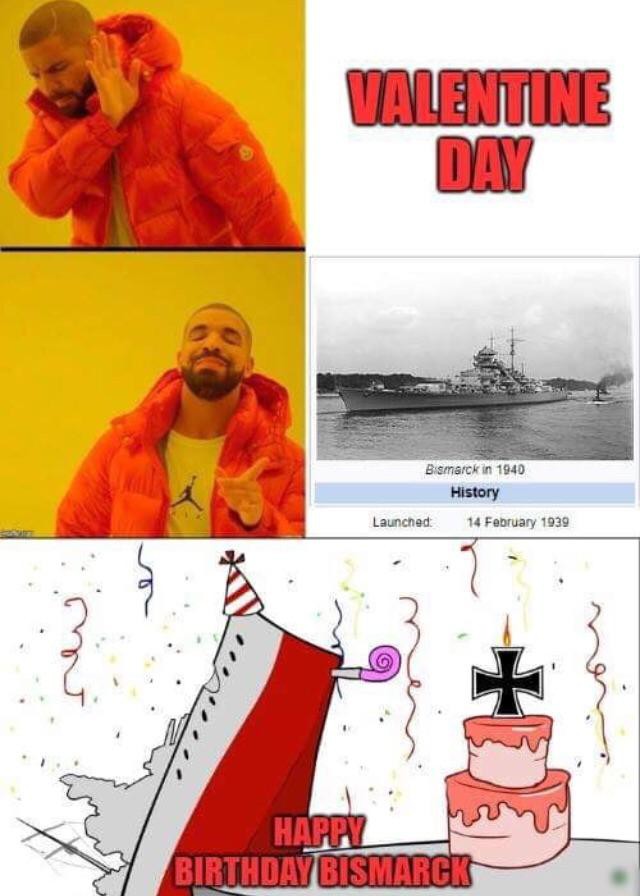 VALENTINE
DAY
Bismarck in 1940
History
Launched: 14 February 1939
HAPPY
BIRTHDAY BISMARCK